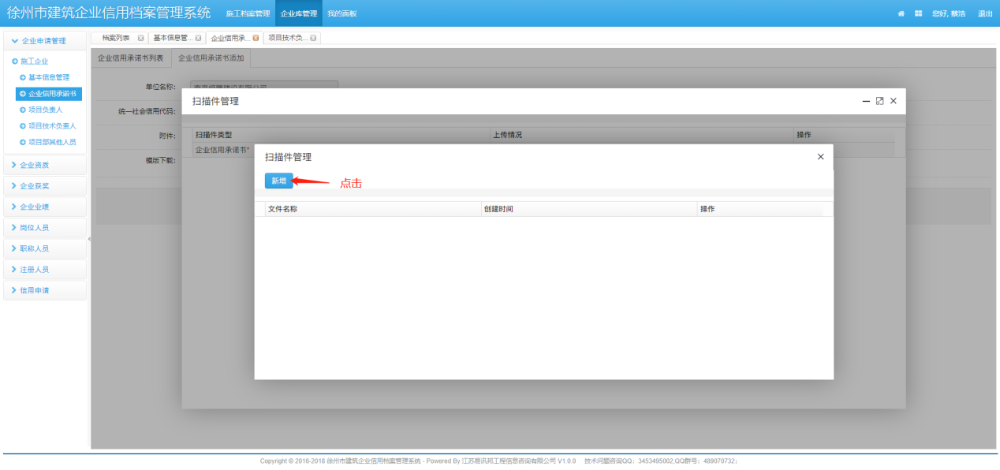 徐州市建筑企业信用档案管理系统 施工档案管理 企业库管理 我的面板 您好, 蔡浩 退出
企业申请管理
施工企业
基本信息管理
企业信用承诺书
项目负责人
项目技术负责人
项目部其他人员
企业资质
企业获奖
企业业绩
岗位人员
职称人员
注册人员
信用申请
档案列表 基本信息管... 企业信用承... 项目技术负...
企业信用承诺书列表 企业信用承诺书添加
单位名称:
统一社会信用代码:
附件:
模版下载:
扫描件管理
扫描件类型 上传情况 操作
企业信用承诺书*
扫描件管理
新增 点击
文件名称 创建时间 操作
Copyright © 2016-2018 徐州市建筑企业信用档案管理系统 - Powered By 江苏易讯邦工程信息咨询有限公司 V1.0.0 技术问题咨询QQ：3453495002,QQ群号：489070732;